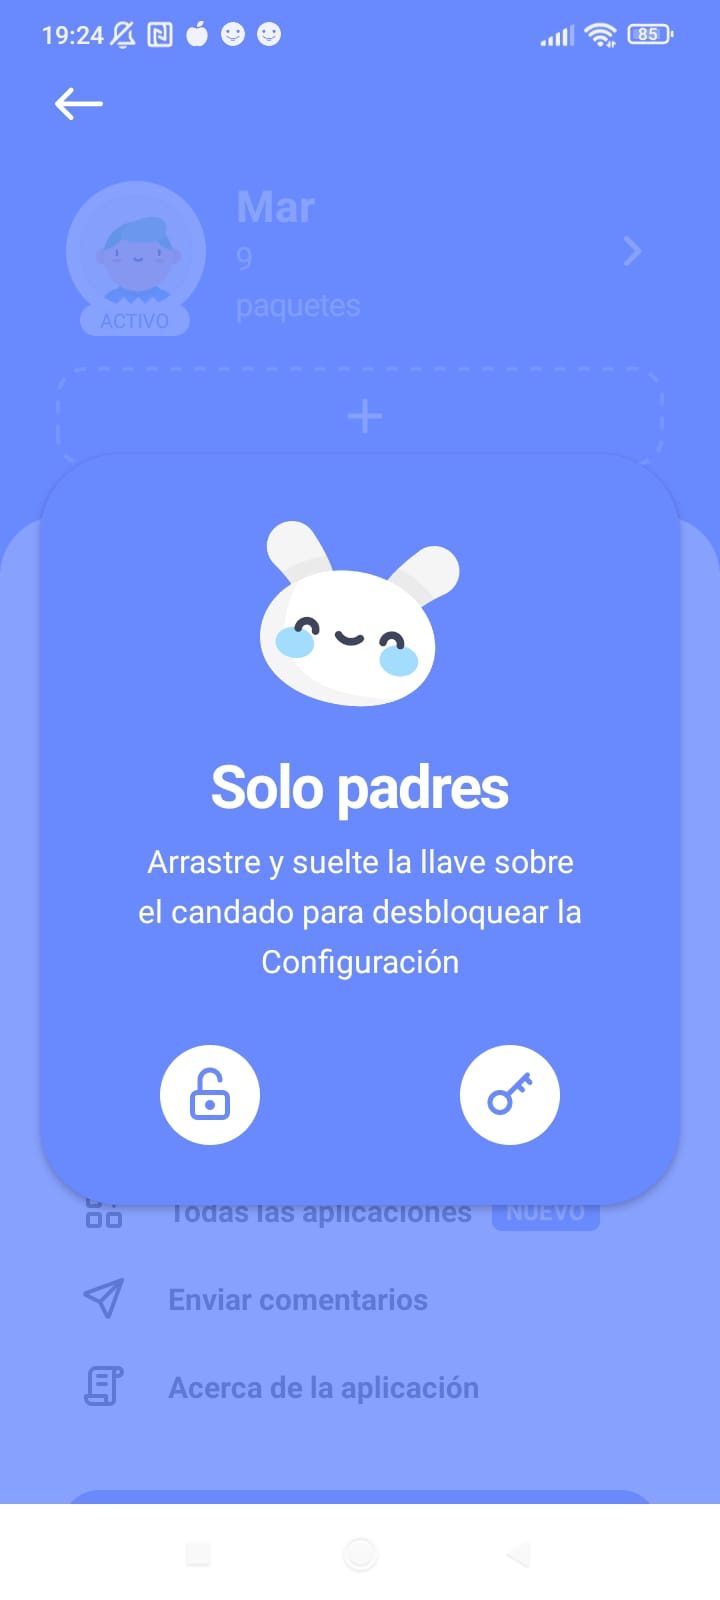 19:24
85
Mar
9
paquetes
ACTIVO
Solo padres
Arrastre y suelte la llave sobre
el candado para desbloquear la
Configuración
Todas las aplicaciones NUEVO
Enviar comentarios
Acerca de la aplicación